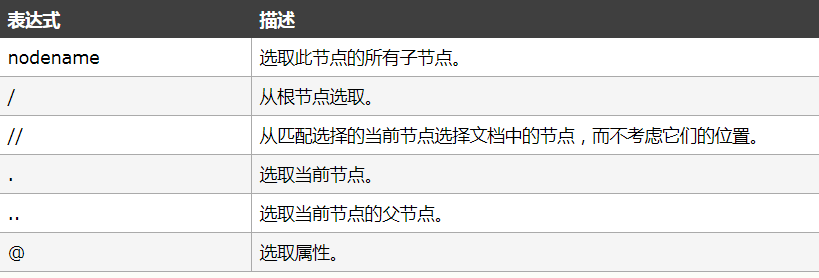 表达式 描述
nodename 选取此节点的所有子节点。
/ 从根节点选取。
// 从匹配选择的当前节点选择文档中的节点，而不考虑它们的位置。
. 选取当前节点。
.. 选取当前节点的父节点。
@ 选取属性。